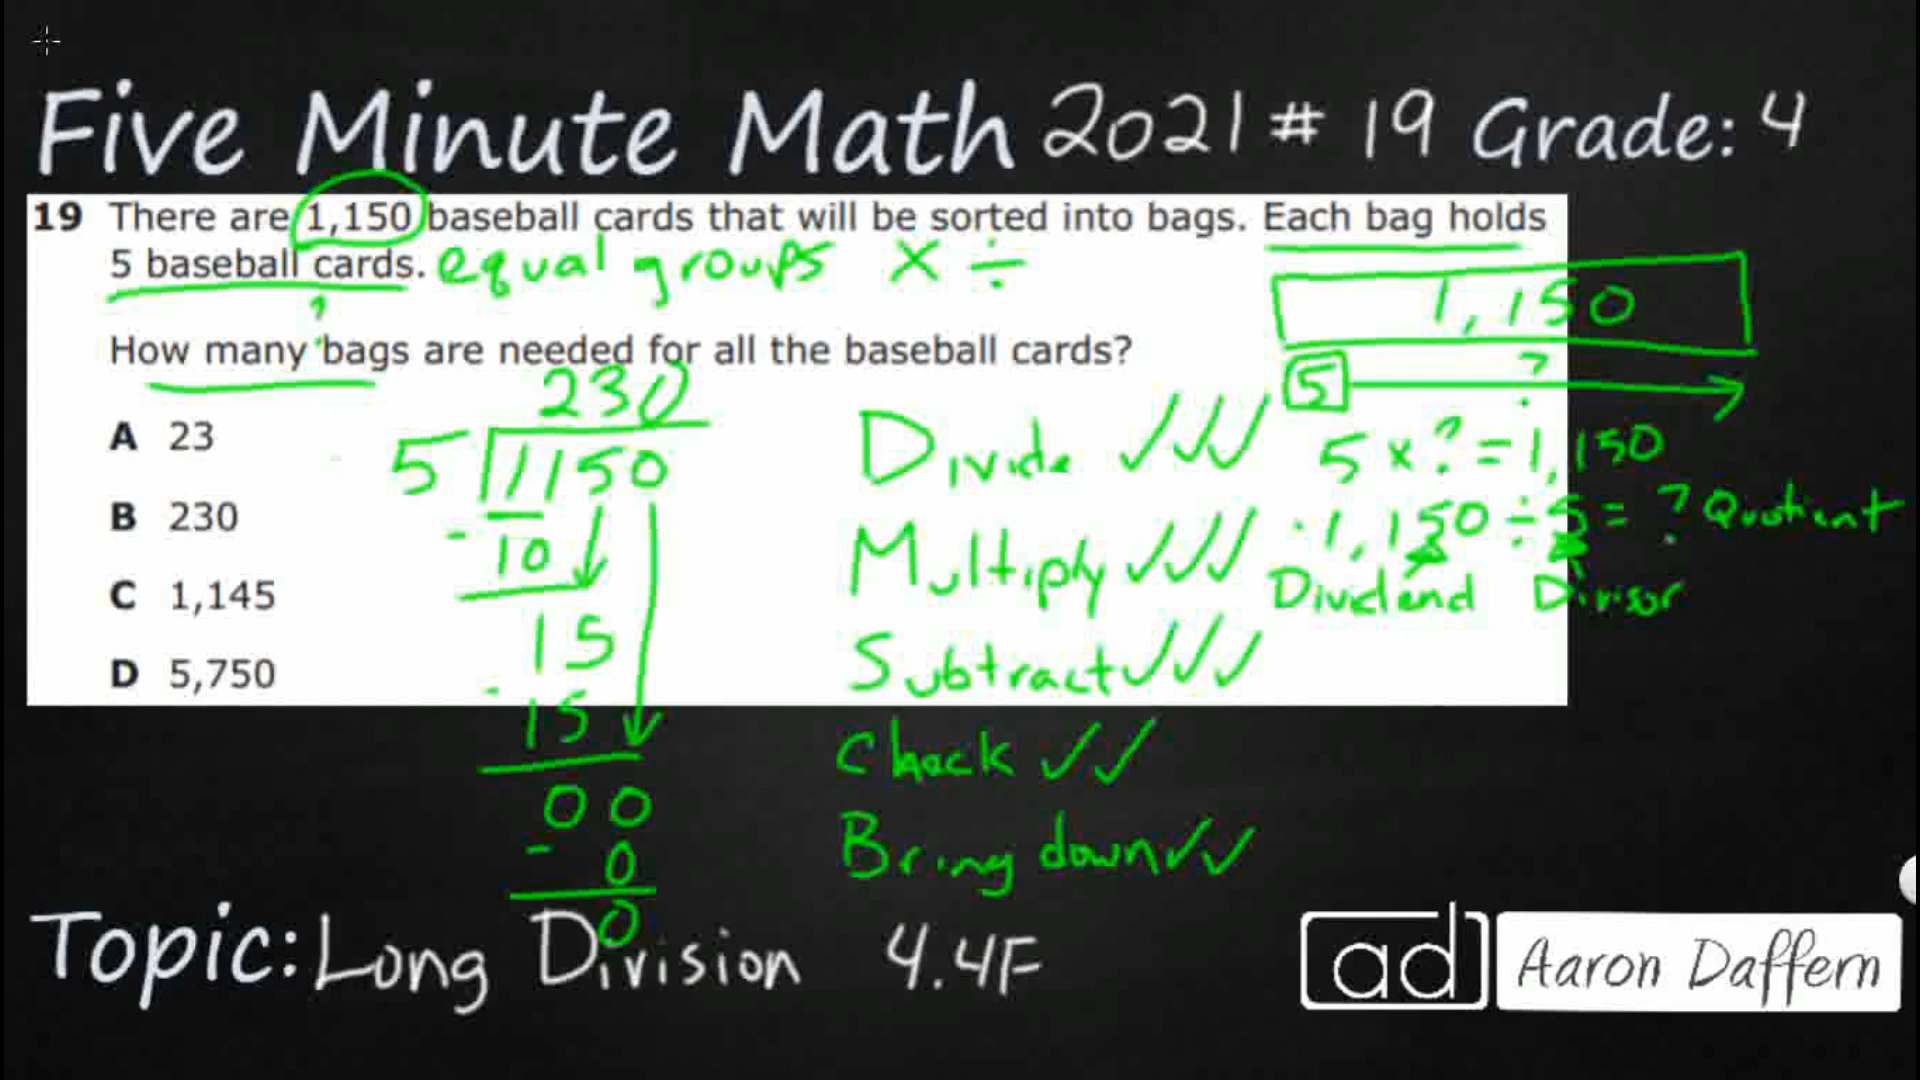 Five Minute Math 2021 # 19 Grade: 4
19 There are 1,150 baseball cards that will be sorted into bags. Each bag holds
5 baseball cards. equal groups × ÷
1,150
?
How many bags are needed for all the baseball cards?
5 ?
230
A 23
5 1150
Divide ✓✓✓
5 × ? = 1,150
B 230
- 10
Multiply ✓✓✓
1,150 ÷ 5 = ? Quotient
Dividend Divisor
C 1,145
15
Subtract ✓✓✓
D 5,750
- 15
Check ✓✓
00
- 0
Bring down ✓✓
0
Topic: Long Division 4.4F
ad Aaron Daffern